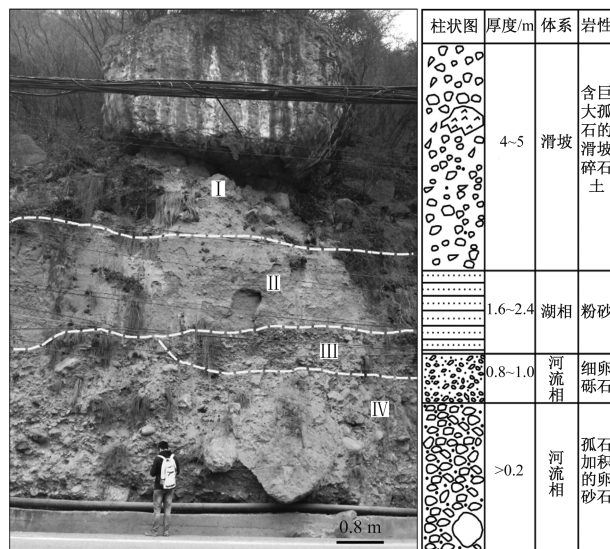 I
II
III
IV
0.8 m
柱状图 厚度/m 体系 岩性
4~5 滑坡
含巨
大孤
石的
滑坡
碎石
土
1.6~2.4 湖相 粉砂
0.8~1.0
河
流
相
细卵
砾石
>0.2
河
流
相
孤石
加积
的卵
砂石